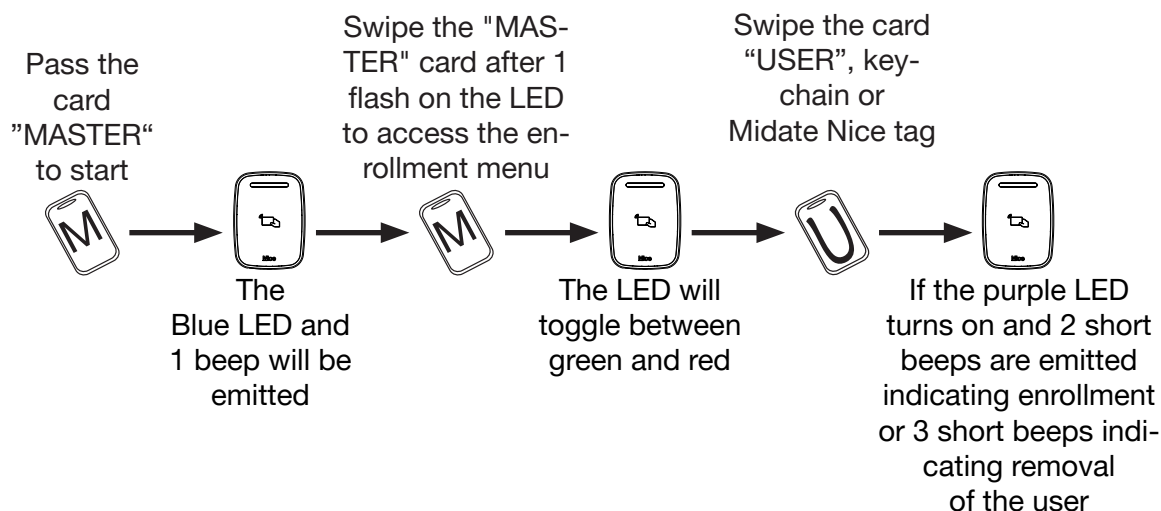 Pass the
card
”MASTER“
to start
M
Nice
The
Blue LED and
1 beep will be
emitted
Swipe the "MAS-
TER" card after 1
flash on the LED
to access the en-
rollment menu
M
Nice
The LED will
toggle between
green and red
Swipe the card
“USER”, key-
chain or
Midate Nice tag
U
Nice
If the purple LED
turns on and 2 short
beeps are emitted
indicating enrollment
or 3 short beeps indi-
cating removal
of the user